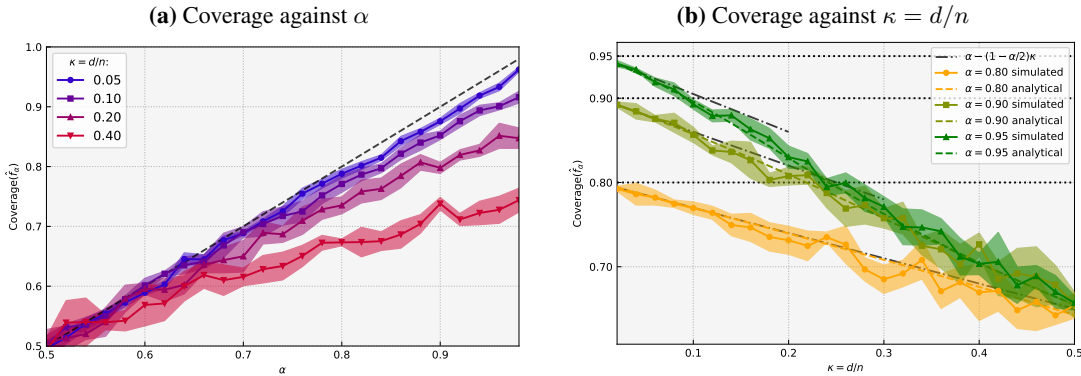 (a) Coverage against α
(b) Coverage against κ = d/n
Coverage(f̂α)
1.0
0.9
0.8
0.7
0.6
0.5
κ = d/n:
0.05
0.10
0.20
0.40
0.5
0.6
0.7
0.8
0.9
α
Coverage(f̂α)
0.95
0.90
0.80
0.70
α − (1 − α/2)κ
α = 0.80 simulated
α = 0.80 analytical
α = 0.90 simulated
α = 0.90 analytical
α = 0.95 simulated
α = 0.95 analytical
0.1
0.2
0.3
0.4
0.5
κ = d/n